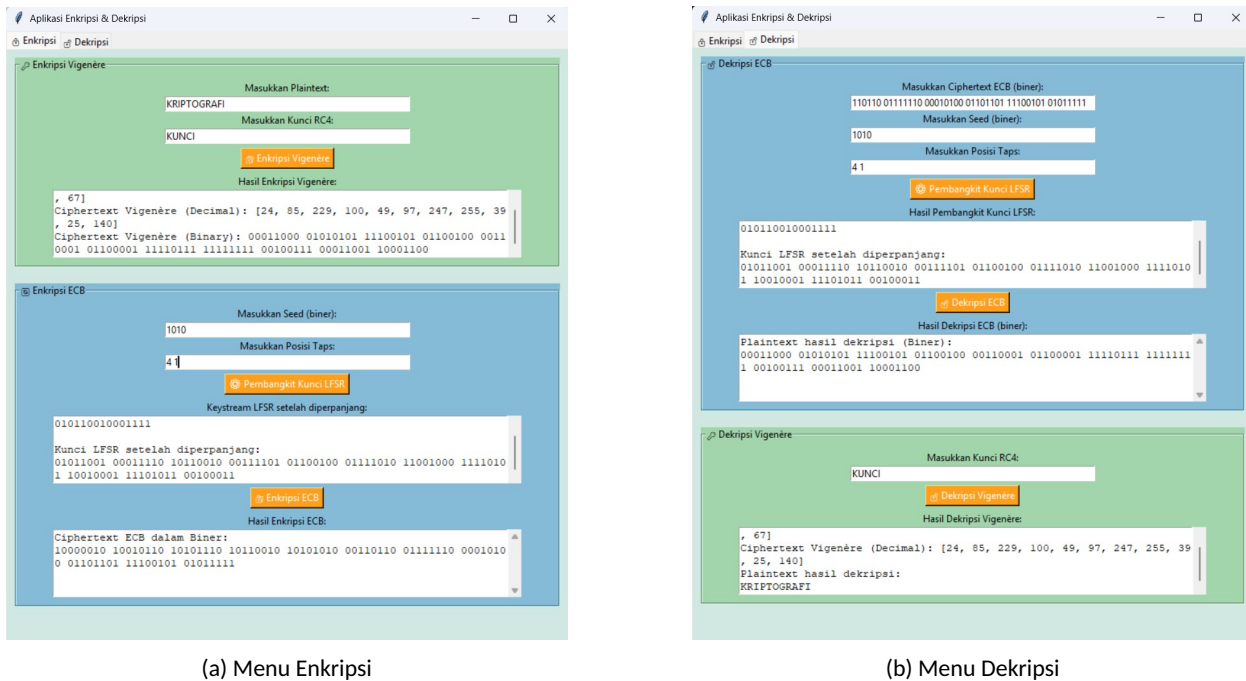 Aplikasi Enkripsi & Dekripsi
Enkripsi Dekripsi
Enkripsi Vigenère
Masukkan Plaintext:
KRIPTOGRAFI
Masukkan Kunci RC4:
KUNCI
Enkripsi Vigenère
Hasil Enkripsi Vigenère:
, 67]
Ciphertext Vigenère (Decimal): [24, 85, 229, 100, 49, 97, 247, 255, 39
, 25, 140]
Ciphertext Vigenère (Binary): 00011000 01010101 11100101 01100100 0011
0001 01100001 11110111 11111111 00100111 00011001 10001100
Enkripsi ECB
Masukkan Seed (biner):
1010
Masukkan Posisi Taps:
4 1
Pembangkit Kunci LFSR
Keystream LFSR setelah diperpanjang:
010110010001111
Kunci LFSR setelah diperpanjang:
01011001 00011110 10110010 00111101 01100100 01111010 11001000 1111010
1 10010001 11101011 00100011
Enkripsi ECB
Hasil Enkripsi ECB:
Ciphertext ECB dalam Biner:
10000010 10010110 10101110 10110010 10101010 00110110 01111110 0001010
0 01101101 11100101 01011111
(a) Menu Enkripsi
Aplikasi Enkripsi & Dekripsi
Enkripsi Dekripsi
Dekripsi ECB
Masukkan Ciphertext ECB (biner):
110110 01111110 00010100 01101101 11100101 01011111
Masukkan Seed (biner):
1010
Masukkan Posisi Taps:
4 1
Pembangkit Kunci LFSR
Hasil Pembangkit Kunci LFSR:
010110010001111
Kunci LFSR setelah diperpanjang:
01011001 00011110 10110010 00111101 01100100 01111010 11001000 1111010
1 10010001 11101011 00100011
Dekripsi ECB
Hasil Dekripsi ECB (biner):
Plaintext hasil dekripsi (Biner):
00011000 01010101 11100101 01100100 00110001 01100001 11110111 1111111
1 00100111 00011001 10001100
Dekripsi Vigenère
Masukkan Kunci RC4:
KUNCI
Dekripsi Vigenère
Hasil Dekripsi Vigenère:
, 67]
Ciphertext Vigenère (Decimal): [24, 85, 229, 100, 49, 97, 247, 255, 39
, 25, 140]
Plaintext hasil dekripsi:
KRIPTOGRAFI
(b) Menu Dekripsi